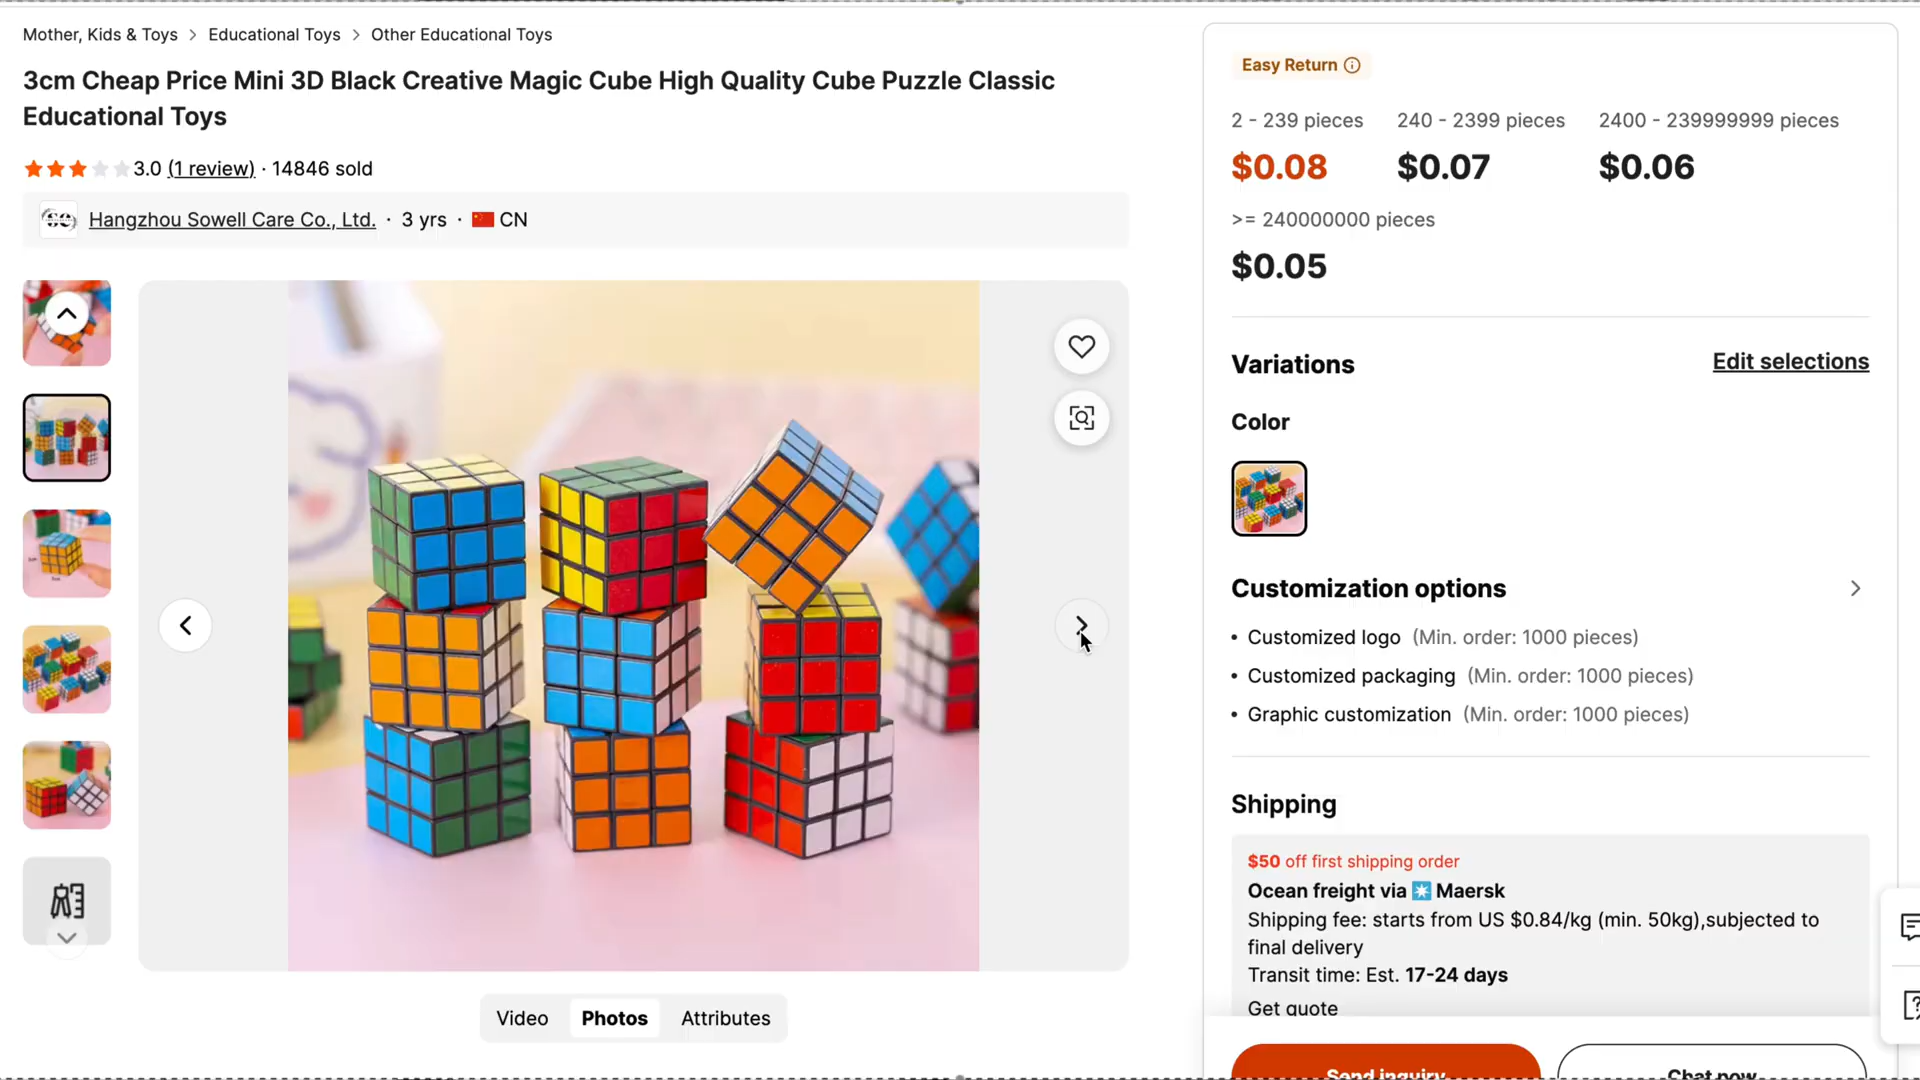 Mother, Kids & Toys > Educational Toys > Other Educational Toys
3cm Cheap Price Mini 3D Black Creative Magic Cube High Quality Cube Puzzle Classic
Educational Toys
3.0 (1 review) · 14846 sold
Hangzhou Sowell Care Co., Ltd. · 3 yrs · CN
Video
Photos
Attributes
Easy Return
2 - 239 pieces
$0.08
240 - 2399 pieces
$0.07
2400 - 239999999 pieces
$0.06
>= 240000000 pieces
$0.05
Variations
Edit selections
Color
Customization options
• Customized logo (Min. order: 1000 pieces)
• Customized packaging (Min. order: 1000 pieces)
• Graphic customization (Min. order: 1000 pieces)
Shipping
$50 off first shipping order
Ocean freight via Maersk
Shipping fee: starts from US $0.84/kg (min. 50kg),subjected to
final delivery
Transit time: Est. 17-24 days
Get quote
Send inquiry
Chat now